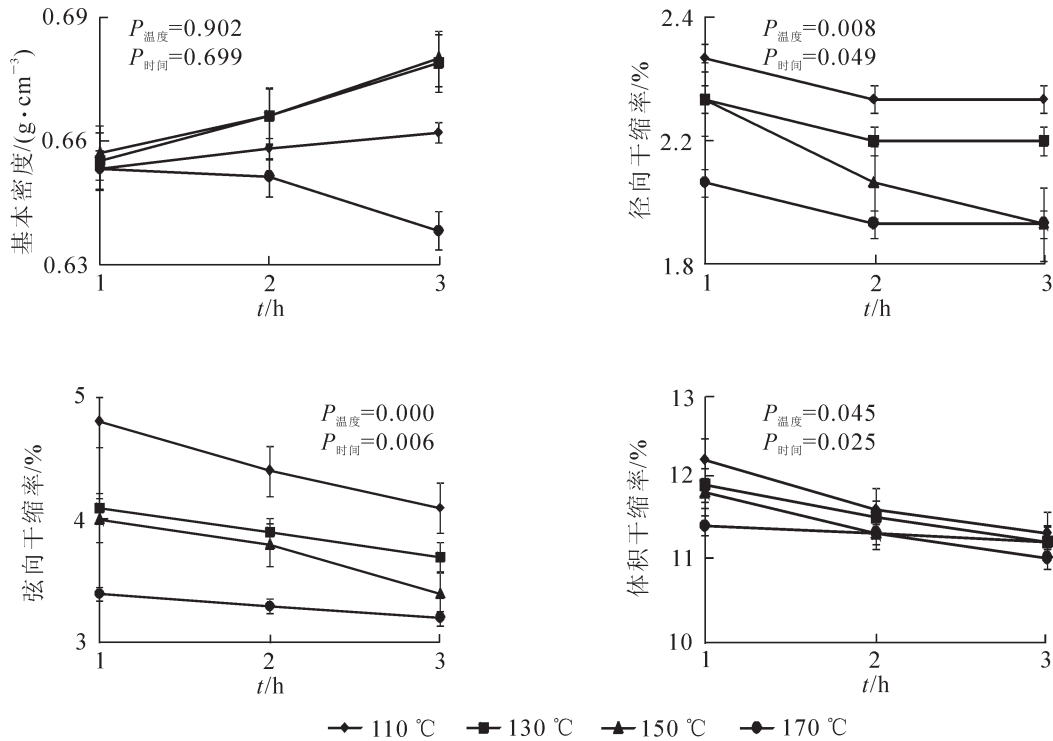 基本密度/(g·cm⁻³)
0.69
0.66
0.63
P温度=0.902
P时间=0.699
1
2
3
t/h
径向干缩率/%
2.4
2.2
1.8
P温度=0.008
P时间=0.049
1
2
3
t/h
弦向干缩率/%
5
4
3
P温度=0.000
P时间=0.006
1
2
3
t/h
体积干缩率/%
13
12
11
10
P温度=0.045
P时间=0.025
1
2
3
t/h
110 ℃ 130 ℃ 150 ℃ 170 ℃